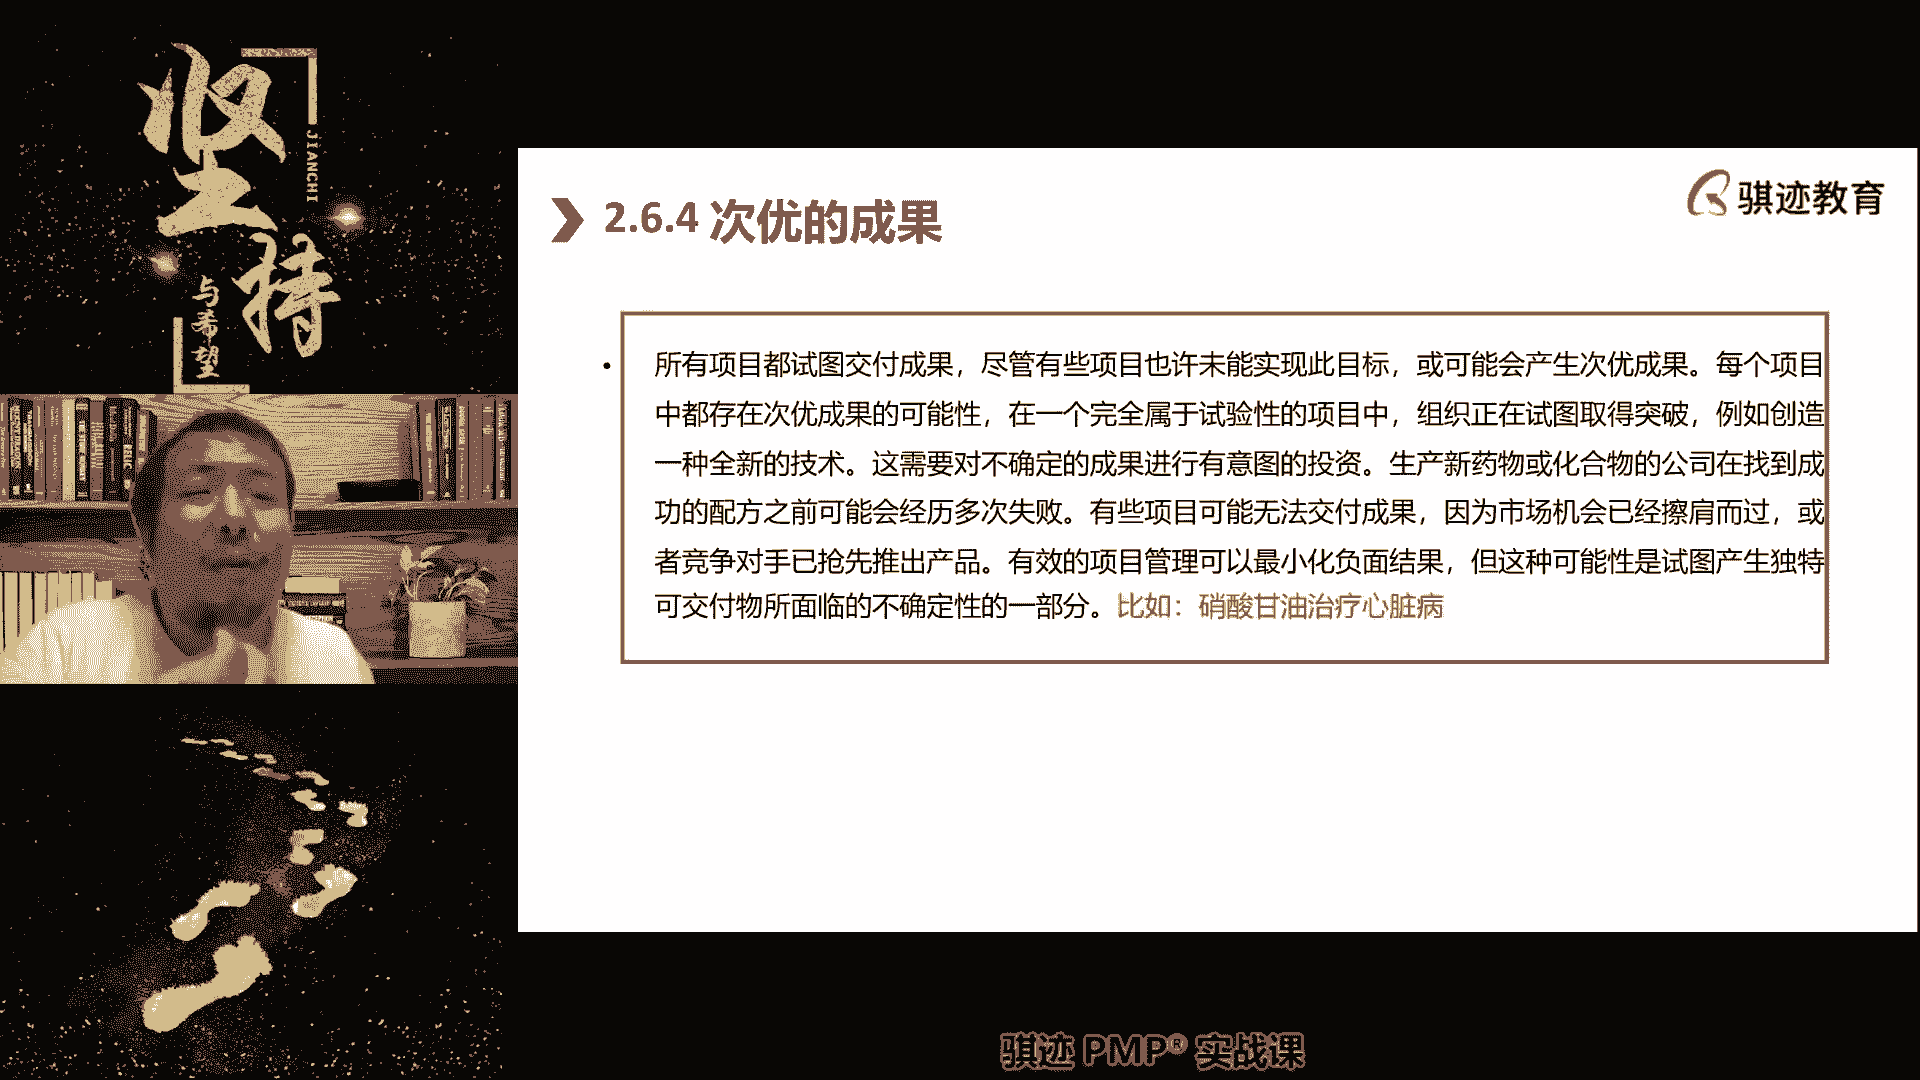 坚持
JIANCHI
与希望
骐迹教育
2.6.4 次优的成果
• 所有项目都试图交付成果，尽管有些项目也许未能实现此目标，或可能会产生次优成果。每个项目
中都存在次优成果的可能性，在一个完全属于试验性的项目中，组织正在试图取得突破，例如创造
一种全新的技术。这需要对不确定的成果进行有意图的投资。生产新药物或化合物的公司在找到成
功的配方之前可能会经历多次失败。有些项目可能无法交付成果，因为市场机会已经擦肩而过，或
者竞争对手已抢先推出产品。有效的项目管理可以最小化负面结果，但这种可能性是试图产生独特
可交付物所面临的不确定性的一部分。比如：硝酸甘油治疗心脏病
骐迹 PMP® 实战课